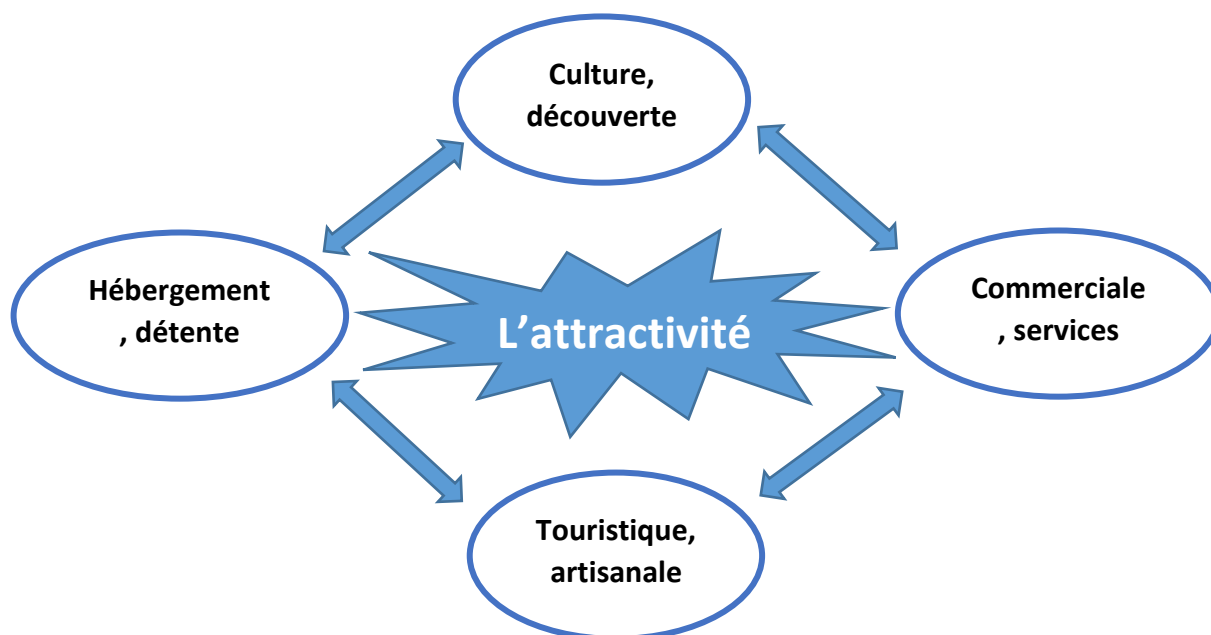 Culture,
découverte
Hébergement
, détente
L’attractivité
Commerciale
, services
Touristique,
artisanale